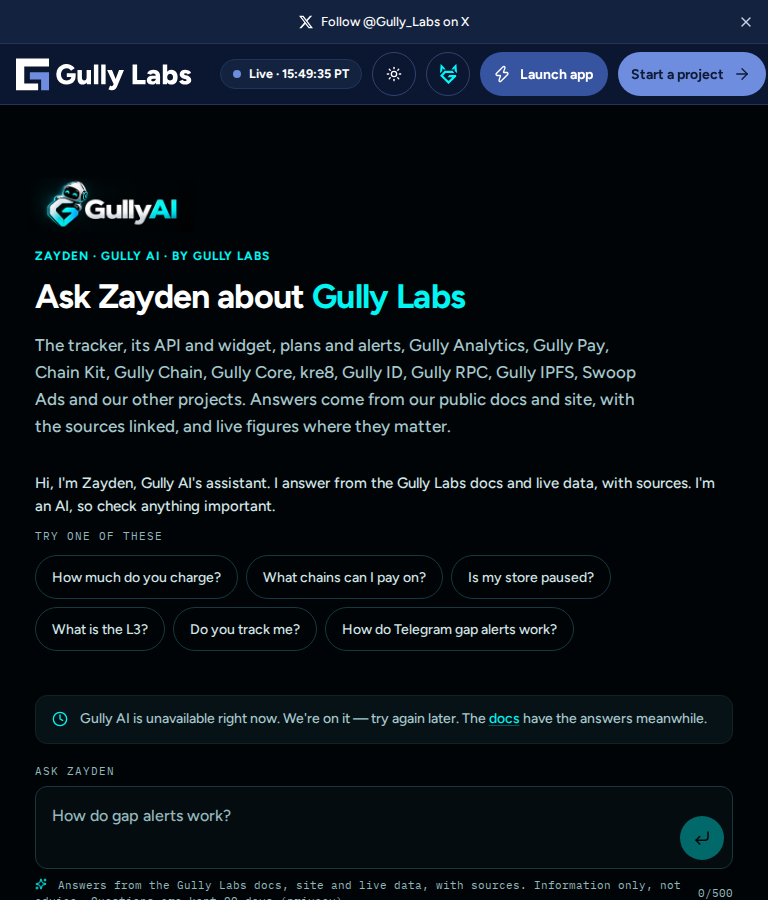 Follow @Gully_Labs on X
Gully Labs
Live · 15:49:35 PT
Launch app
Start a project
GullyAI
ZAYDEN · GULLY AI · BY GULLY LABS
Ask Zayden about Gully Labs
The tracker, its API and widget, plans and alerts, Gully Analytics, Gully Pay,
Chain Kit, Gully Chain, Gully Core, kre8, Gully ID, Gully RPC, Gully IPFS, Swoop
Ads and our other projects. Answers come from our public docs and site, with
the sources linked, and live figures where they matter.
Hi, I'm Zayden, Gully AI's assistant. I answer from the Gully Labs docs and live data, with sources. I'm
an AI, so check anything important.
TRY ONE OF THESE
How much do you charge?
What chains can I pay on?
Is my store paused?
What is the L3?
Do you track me?
How do Telegram gap alerts work?
Gully AI is unavailable right now. We're on it — try again later. The docs have the answers meanwhile.
ASK ZAYDEN
How do gap alerts work?
Answers from the Gully Labs docs, site and live data, with sources. Information only, not
0/500